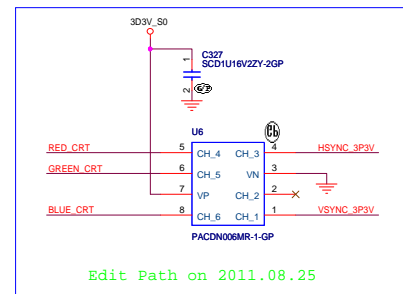 3D3V_S0
C327
SCD1U16V2ZY-2GP
1
2
U6
RED_CRT 5 CH_4 CH_3 4 HSYNC_3P3V
GREEN_CRT 6 CH_5 VN 3
7 VP CH_2 2
BLUE_CRT 8 CH_6 CH_1 1 VSYNC_3P3V
PACDN006MR-1-GP
Edit Path on 2011.08.25